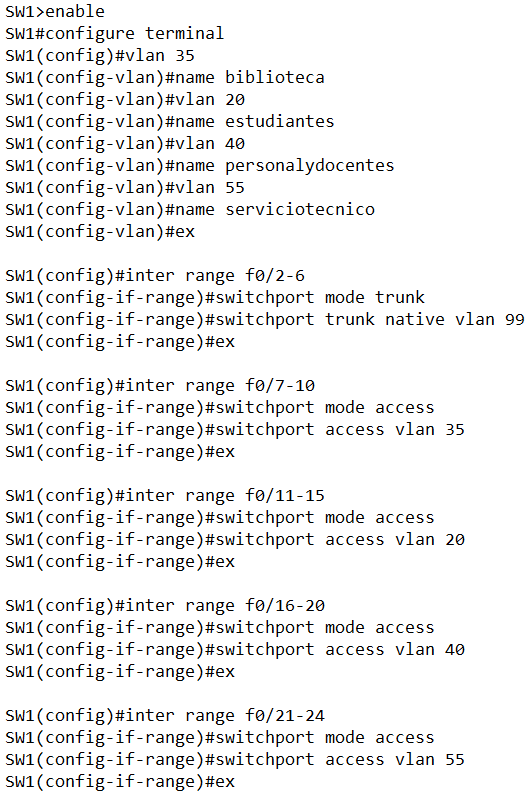 SW1>enable
SW1#configure terminal
SW1(config)#vlan 35
SW1(config-vlan)#name biblioteca
SW1(config-vlan)#vlan 20
SW1(config-vlan)#name estudiantes
SW1(config-vlan)#vlan 40
SW1(config-vlan)#name personalydocentes
SW1(config-vlan)#vlan 55
SW1(config-vlan)#name serviciotecnico
SW1(config-vlan)#ex
SW1(config)#inter range f0/2-6
SW1(config-if-range)#switchport mode trunk
SW1(config-if-range)#switchport trunk native vlan 99
SW1(config-if-range)#ex
SW1(config)#inter range f0/7-10
SW1(config-if-range)#switchport mode access
SW1(config-if-range)#switchport access vlan 35
SW1(config-if-range)#ex
SW1(config)#inter range f0/11-15
SW1(config-if-range)#switchport mode access
SW1(config-if-range)#switchport access vlan 20
SW1(config-if-range)#ex
SW1(config)#inter range f0/16-20
SW1(config-if-range)#switchport mode access
SW1(config-if-range)#switchport access vlan 40
SW1(config-if-range)#ex
SW1(config)#inter range f0/21-24
SW1(config-if-range)#switchport mode access
SW1(config-if-range)#switchport access vlan 55
SW1(config-if-range)#ex